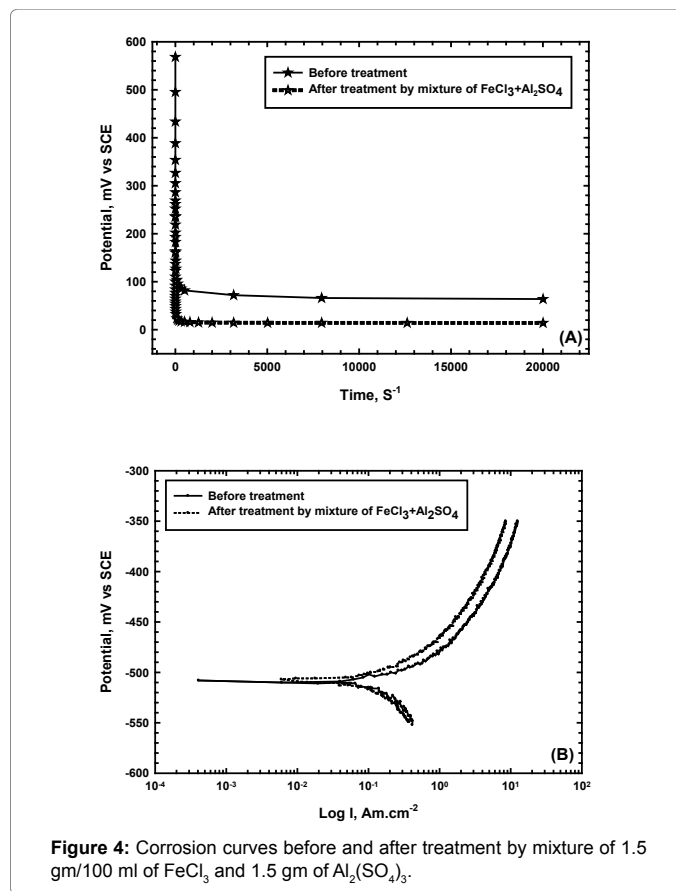 600
500
400
300
200
100
0
Potential, mV vs SCE
Before treatment
After treatment by mixture of FeCl₃+Al₂SO₄
(A)
0 5000 10000 15000 20000
Time, S⁻¹
-300
-350
-400
-450
-500
-550
-600
Potential, mV vs SCE
Before treatment
After treatment by mixture of FeCl₃+Al₂SO₄
(B)
10⁻⁴ 10⁻³ 10⁻² 10⁻¹ 10⁰ 10¹ 10²
Log I, Am.cm⁻²
Figure 4: Corrosion curves before and after treatment by mixture of 1.5
gm/100 ml of FeCl₃ and 1.5 gm of Al₂(SO₄)₃.